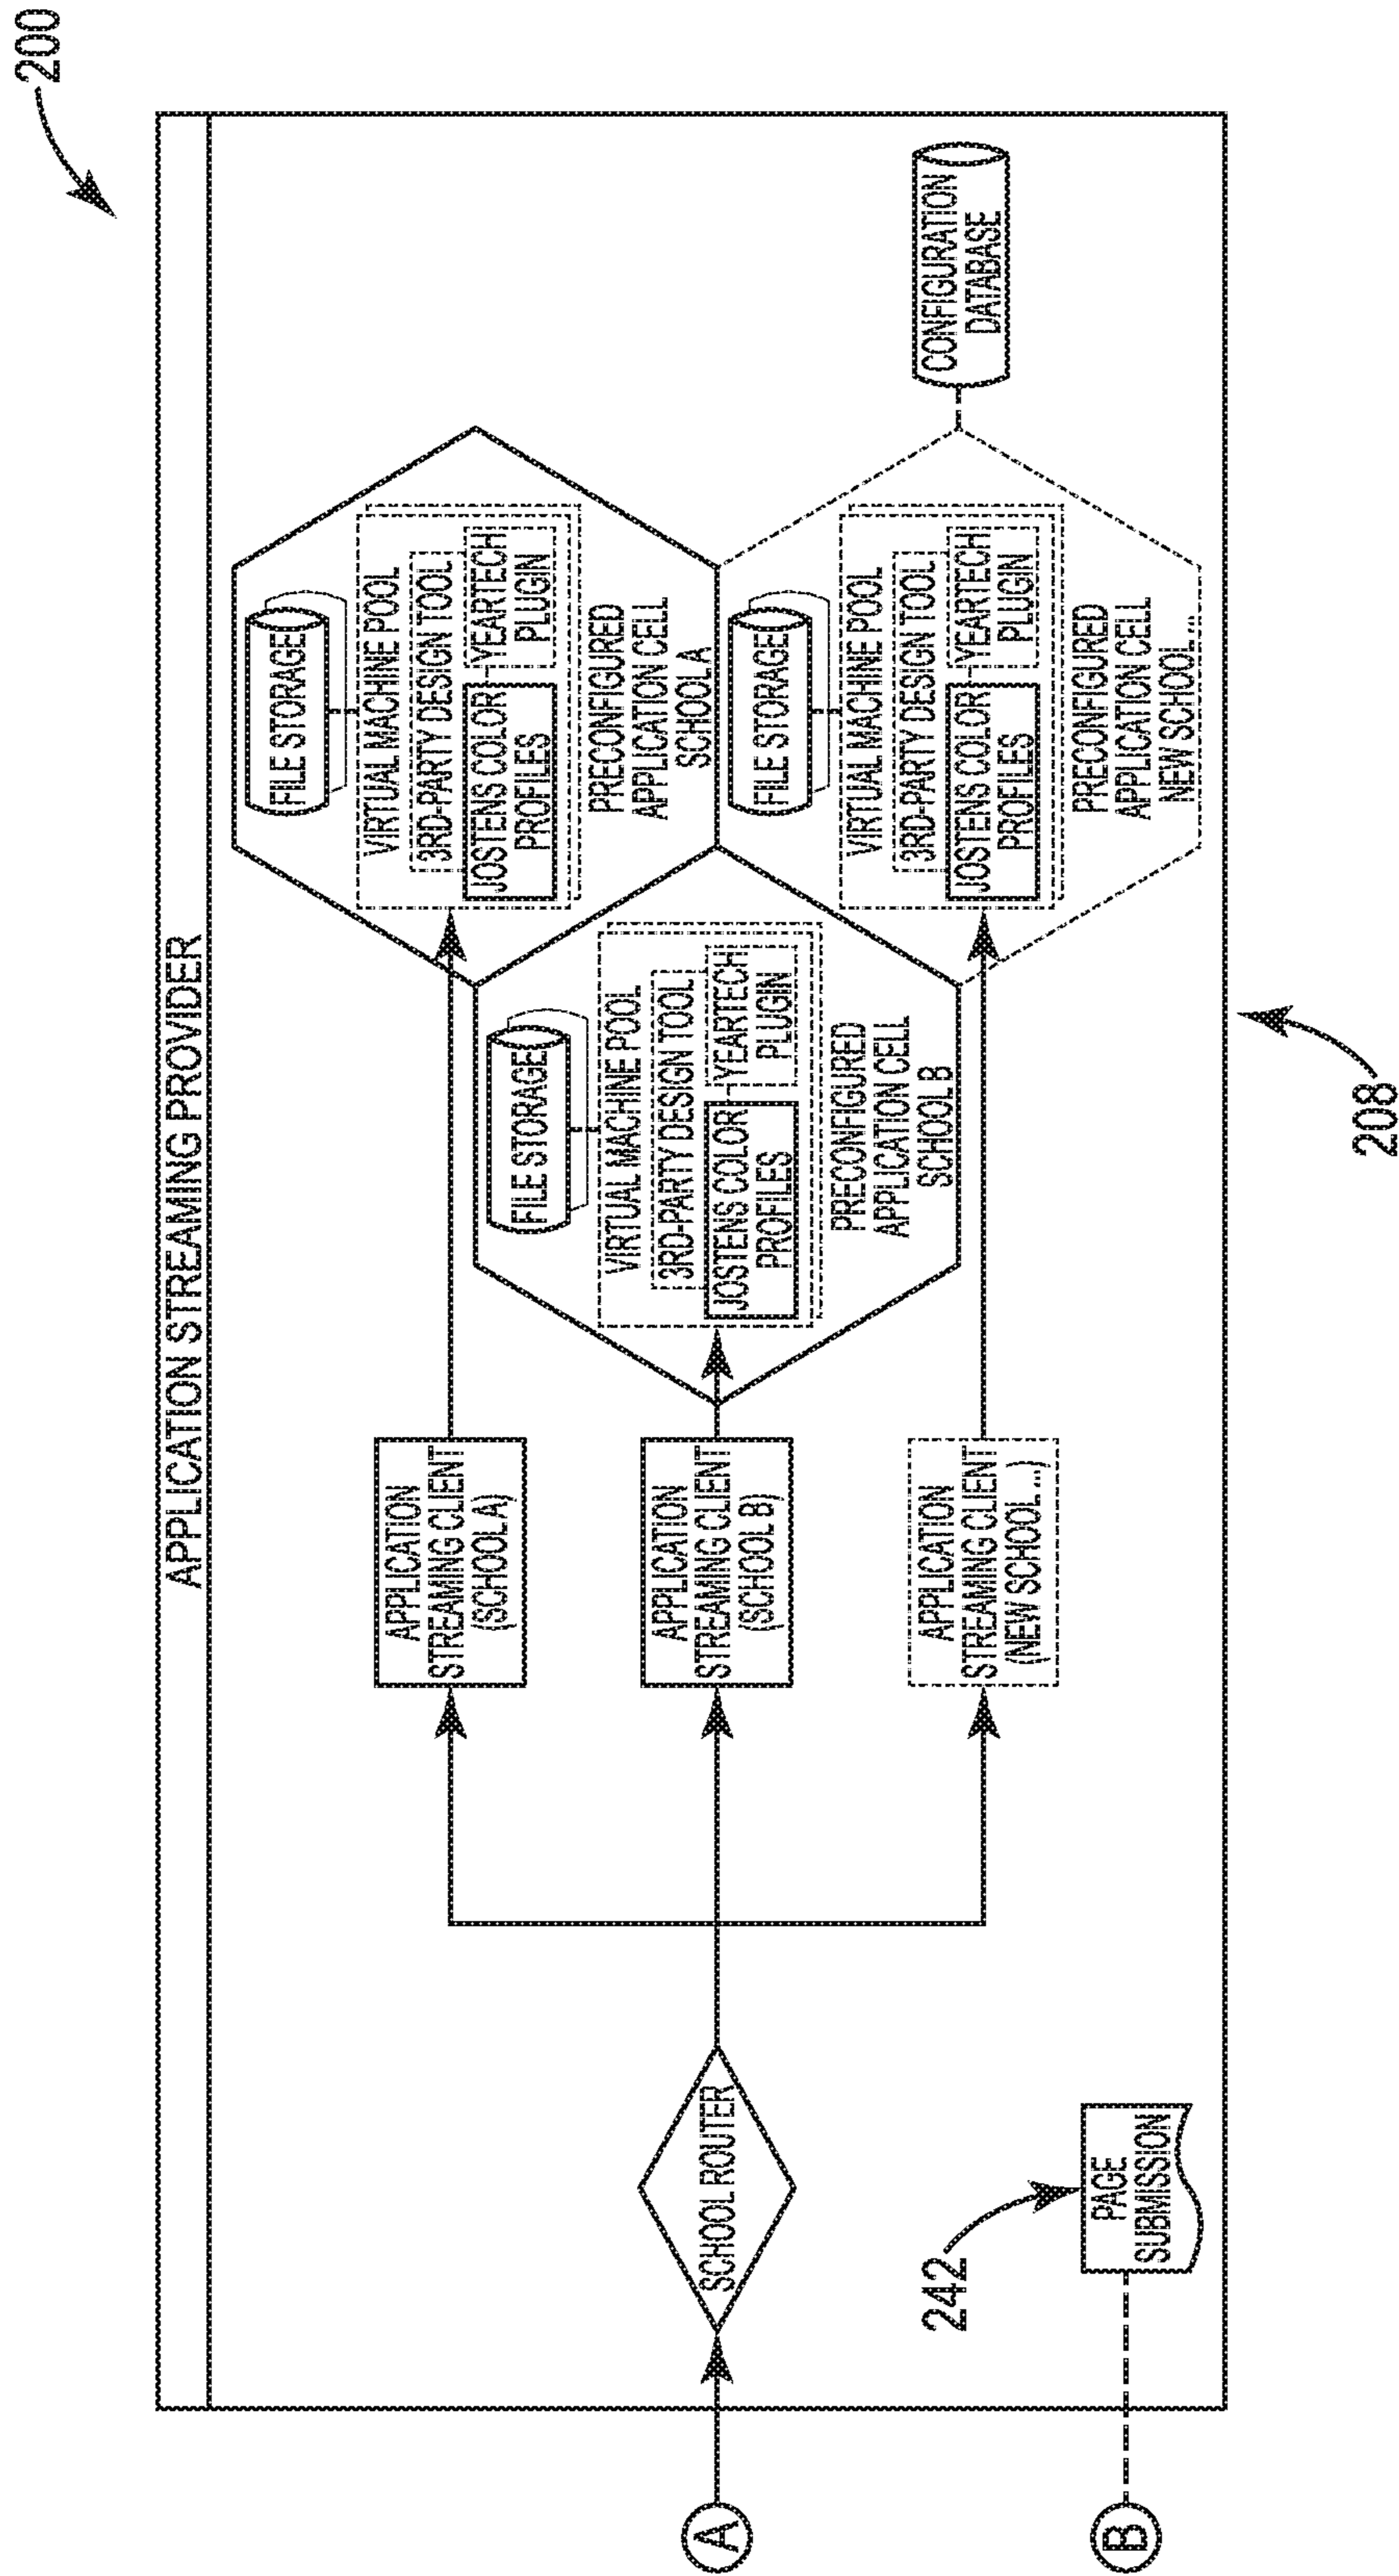 200
APPLICATION STREAMING PROVIDER
FILE STORAGE
VIRTUAL MACHINE POOL
3RD-PARTY DESIGN TOOL
JOSTENS COLOR
PROFILES
YEARTECH
PLUGIN
PRECONFIGURED
APPLICATION CELL
SCHOOL A
APPLICATION
STREAMING CLIENT
(SCHOOL A)
FILE STORAGE
VIRTUAL MACHINE POOL
3RD-PARTY DESIGN TOOL
JOSTENS COLOR
PROFILES
YEARTECH
PLUGIN
PRECONFIGURED
APPLICATION CELL
SCHOOL B
A
SCHOOL ROUTER
APPLICATION
STREAMING CLIENT
(SCHOOL B)
FILE STORAGE
VIRTUAL MACHINE POOL
3RD-PARTY DESIGN TOOL
JOSTENS COLOR
PROFILES
YEARTECH
PLUGIN
PRECONFIGURED
APPLICATION CELL
NEW SCHOOL...
CONFIGURATION
DATABASE
APPLICATION
STREAMING CLIENT
(NEW SCHOOL...)
242
B
PAGE
SUBMISSION
208